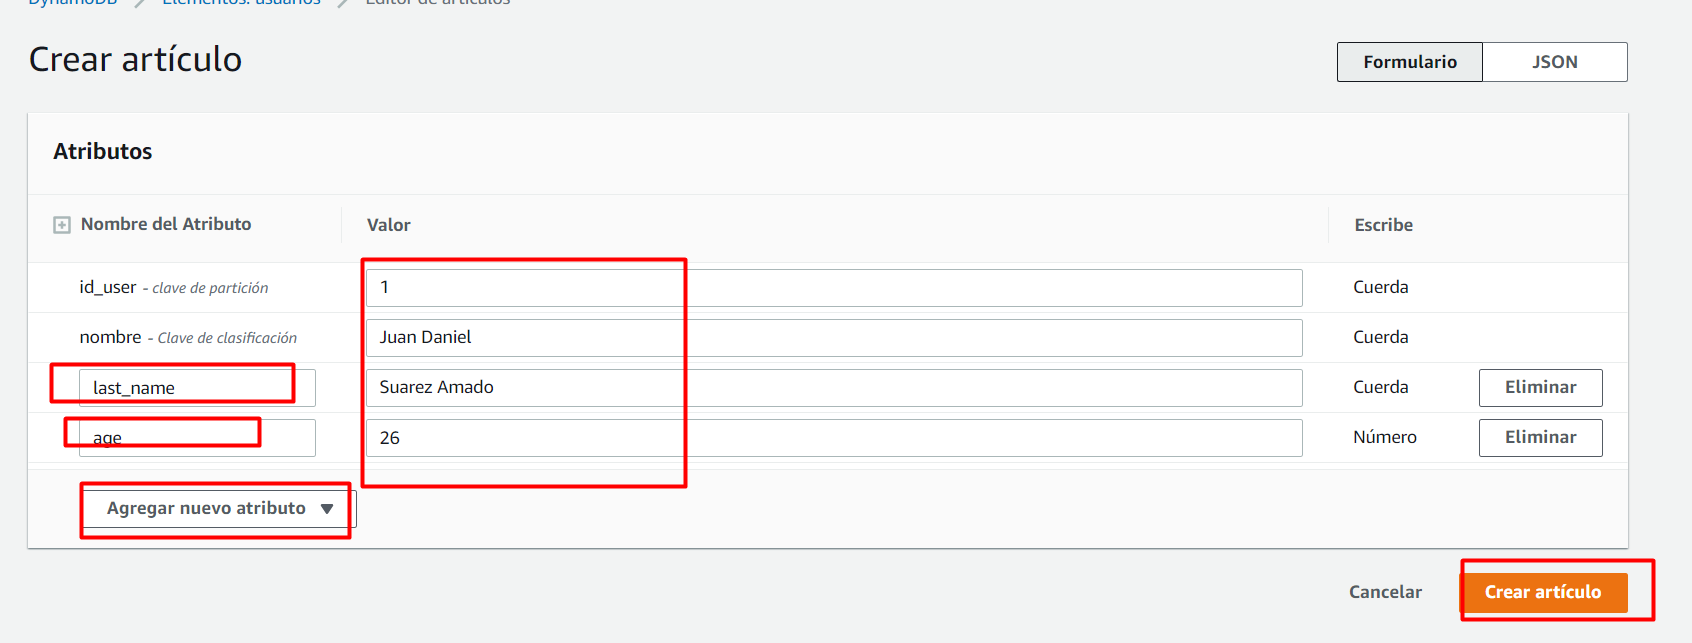 DynamoDB Elementos: usuarios Editor de artículos
Crear artículo
Formulario JSON
Atributos
Nombre del Atributo Valor Escribe
id_user - clave de partición 1 Cuerda
nombre - Clave de clasificación Juan Daniel Cuerda
last_name Suarez Amado Cuerda Eliminar
age 26 Número Eliminar
Agregar nuevo atributo
Cancelar Crear artículo